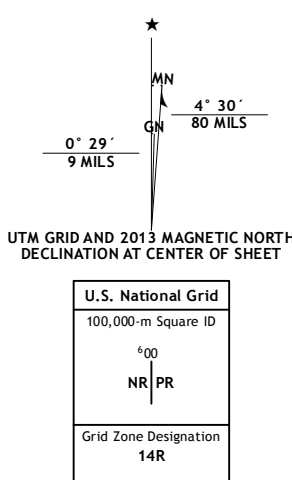 ★
MN
4° 30´
80 MILS
GN
0° 29´
9 MILS
UTM GRID AND 2013 MAGNETIC NORTH
DECLINATION AT CENTER OF SHEET
U.S. National Grid
100,000-m Square ID
⁶00
NR PR
Grid Zone Designation
14R